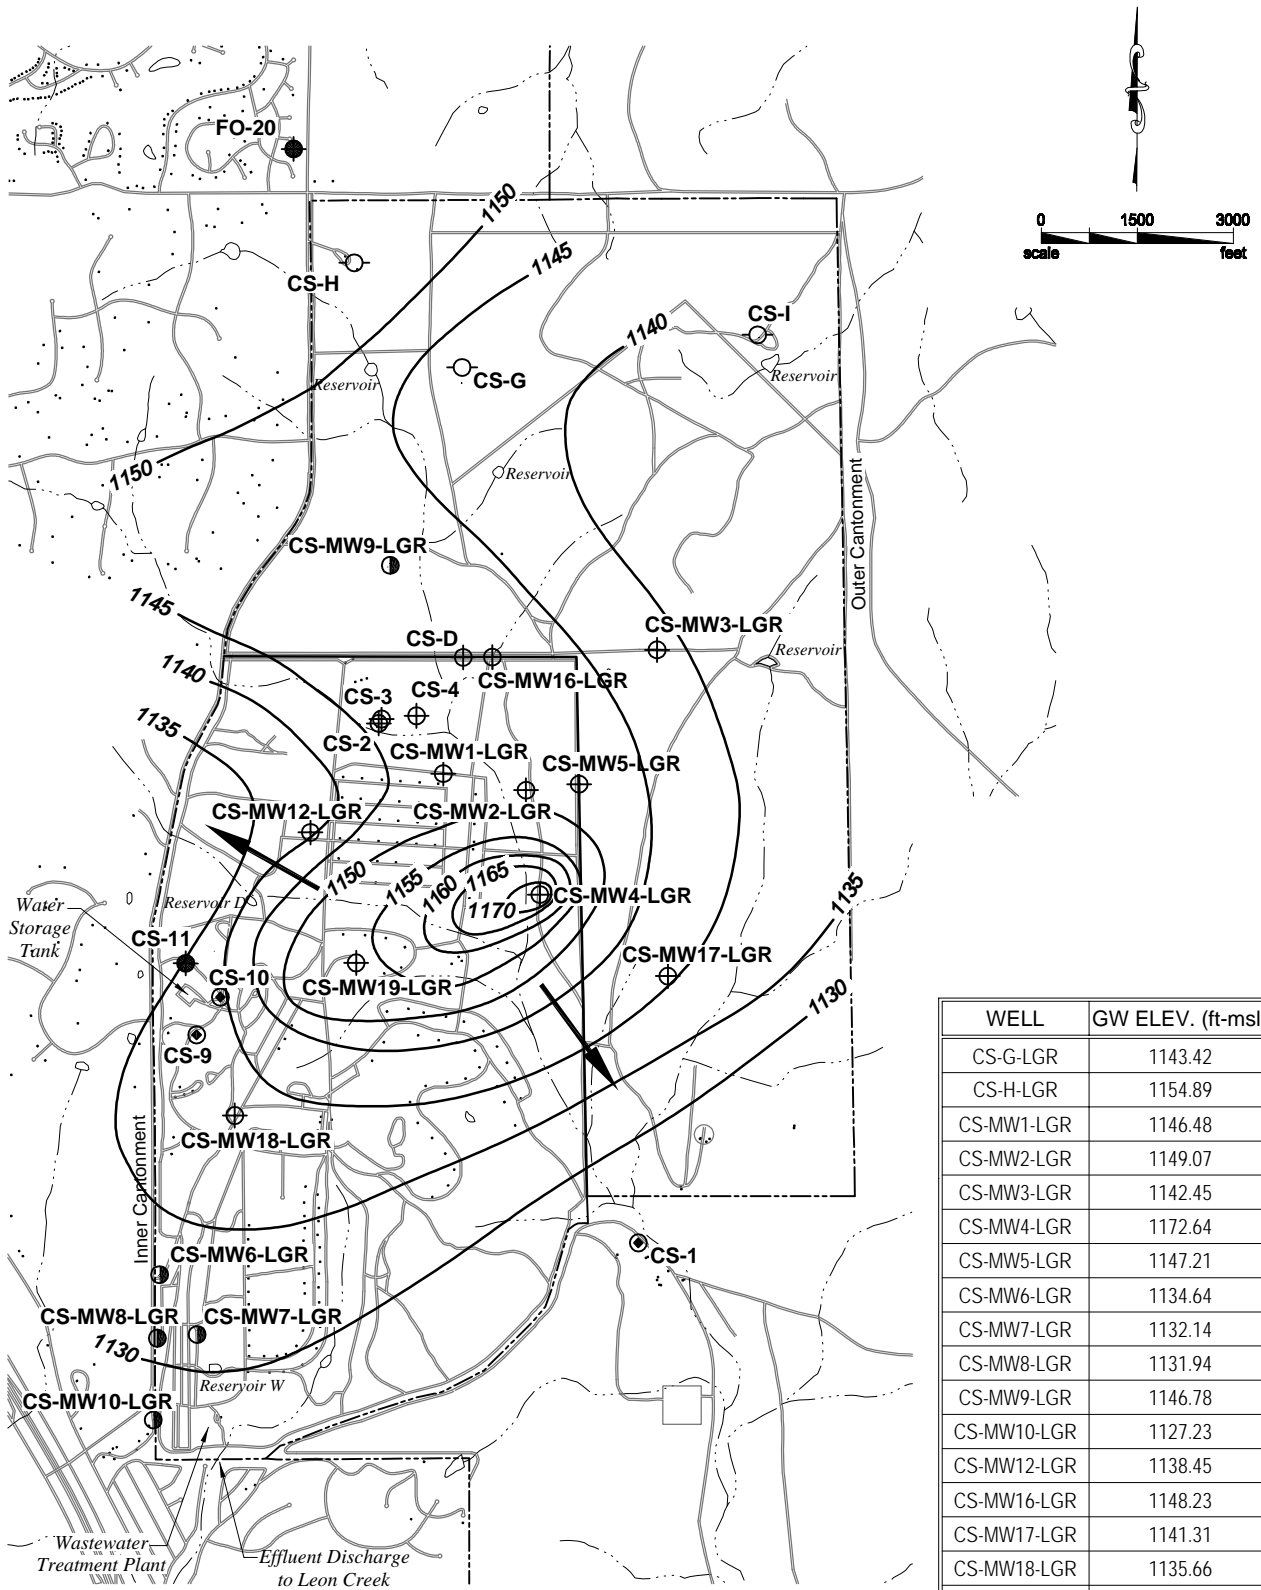 FO-20
1150
0 1500 3000
scale feet
1145
CS-H
CS-I
1140
CS-G
Reservoir
Reservoir
1150
Reservoir
Outer Cantonment
CS-MW9-LGR
1145
CS-D
CS-MW3-LGR
Reservoir
1140
CS-MW16-LGR
CS-3
CS-4
1135
CS-2
CS-MW1-LGR
CS-MW5-LGR
CS-MW12-LGR
CS-MW2-LGR
1150
1155
1160
1165
1170
CS-MW4-LGR
1135
Reservoir D
Water
Storage
Tank
CS-11
CS-10
CS-MW19-LGR
CS-MW17-LGR
1130
CS-9
CS-MW18-LGR
Inner Cantonment
CS-MW6-LGR
CS-1
CS-MW8-LGR
CS-MW7-LGR
1130
Reservoir W
CS-MW10-LGR
Wastewater
Treatment Plant
Effluent Discharge
to Leon Creek
WELL GW ELEV. (ft-msl
CS-G-LGR 1143.42
CS-H-LGR 1154.89
CS-MW1-LGR 1146.48
CS-MW2-LGR 1149.07
CS-MW3-LGR 1142.45
CS-MW4-LGR 1172.64
CS-MW5-LGR 1147.21
CS-MW6-LGR 1134.64
CS-MW7-LGR 1132.14
CS-MW8-LGR 1131.94
CS-MW9-LGR 1146.78
CS-MW10-LGR 1127.23
CS-MW12-LGR 1138.45
CS-MW16-LGR 1148.23
CS-MW17-LGR 1141.31
CS-MW18-LGR 1135.66